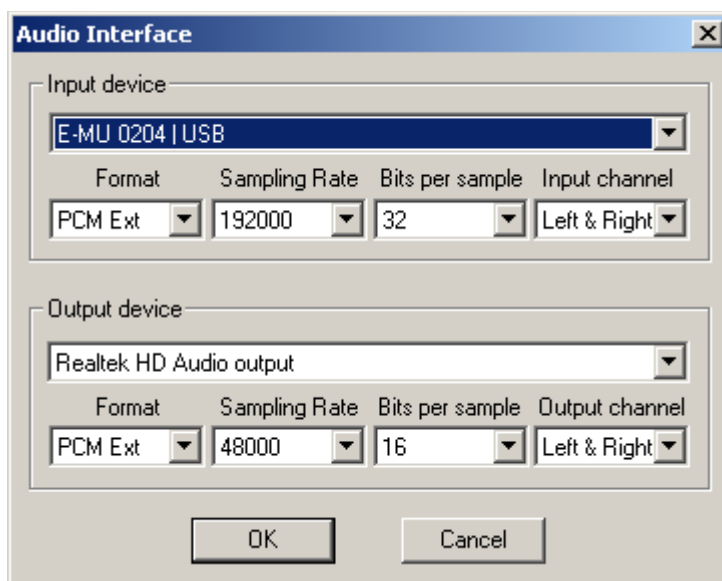 Audio Interface
Input device
E-MU 0204 | USB
Format Sampling Rate Bits per sample Input channel
PCM Ext 192000 32 Left & Right
Output device
Realtek HD Audio output
Format Sampling Rate Bits per sample Output channel
PCM Ext 48000 16 Left & Right
OK Cancel